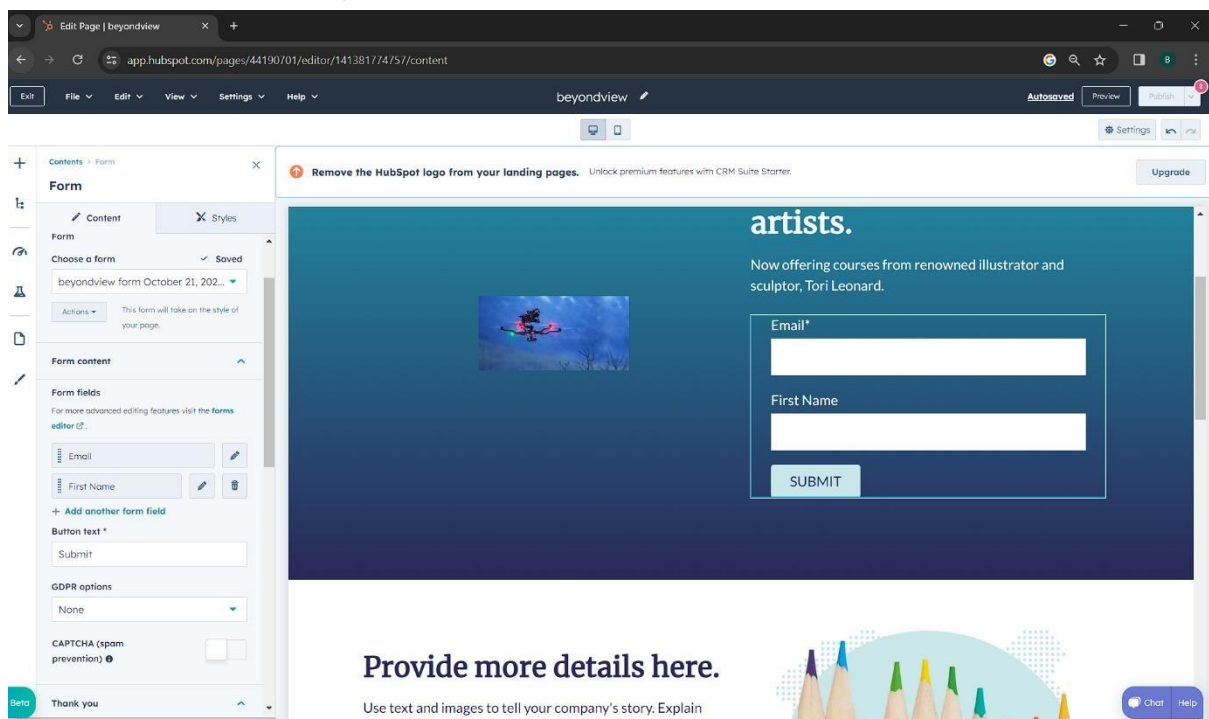 Edit Page | beyondview
app.hubspot.com/pages/44190701/editor/141381774757/content
B
Exit File Edit View Settings Help beyondview Autosaved Preview Publish 2
Settings
Contents > Form
Form
Remove the HubSpot logo from your landing pages. Unlock premium features with CRM Suite Starter. Upgrade
Content Styles
Form
Choose a form Saved
beyondview form October 21, 202...
Actions This form will take on the style of
your page.
Form content
Form fields
For more advanced editing features visit the forms
editor .
Email
First Name
+ Add another form field
Button text *
Submit
GDPR options
None
CAPTCHA (spam
prevention)
Thank you
Beta
artists.
Now offering courses from renowned illustrator and
sculptor, Tori Leonard.
Email*
First Name
SUBMIT
Provide more details here.
Use text and images to tell your company's story. Explain
Chat Help